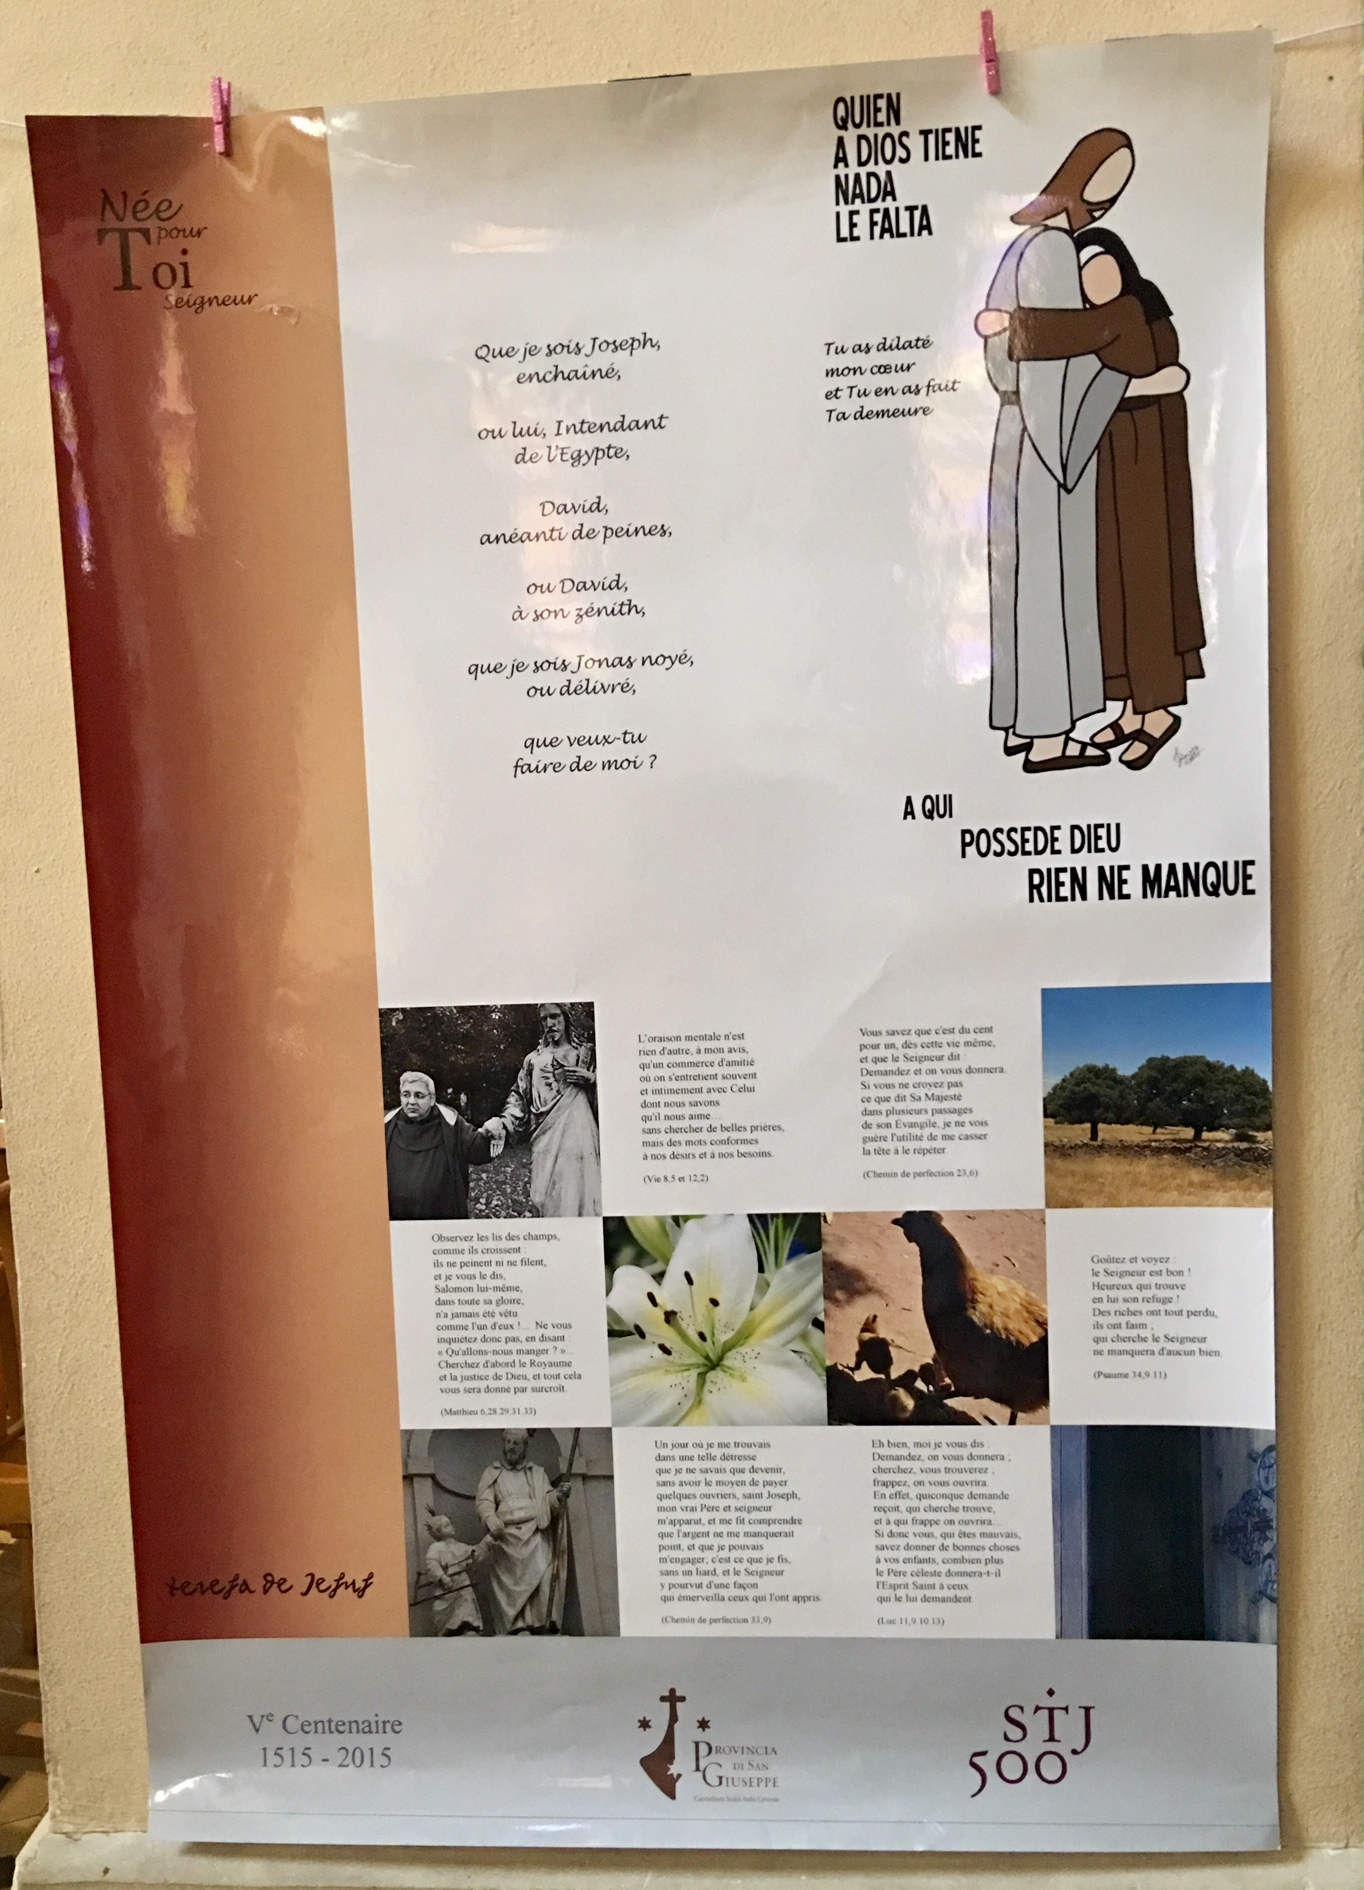 Née
pour
Toi
Seigneur
QUIEN
A DIOS TIENE
NADA
LE FALTA
Que je sois Joseph,
enchaîné,
ou lui, Intendant
de l'Egypte,
David,
anéanti de peines,
ou David,
à son zénith,
que je sois Jonas noyé,
ou délivré,
que veux-tu
faire de moi ?
Tu as dilaté
mon cœur
et Tu en as fait
Ta demeure
A QUI
POSSEDE DIEU
RIEN NE MANQUE
L'oraison mentale n'est
rien d'autre, à mon avis,
qu'un commerce d'amitié
où on s'entretient souvent
et intimement avec Celui
dont nous savons
qu'il nous aime...
sans chercher de belles prières,
mais des mots conformes
à nos désirs et à nos besoins.
(Vie 8,5 et 12,2)
Vous savez que c'est du cent
pour un, dès cette vie même,
et que le Seigneur dit :
Demandez et on vous donnera.
Si vous ne croyez pas
ce que dit Sa Majesté
dans plusieurs passages
de son Evangile, je ne vois
guère l'utilité de me casser
la tête à le répéter.
(Chemin de perfection 23,6)
Observez les lis des champs,
comme ils croissent :
ils ne peinent ni ne filent,
et je vous le dis,
Salomon lui-même,
dans toute sa gloire,
n'a jamais été vêtu
comme l'un d'eux !... Ne vous
inquiétez donc pas, en disant :
« Qu'allons-nous manger ? »...
Cherchez d'abord le Royaume
et la justice de Dieu, et tout cela
vous sera donné par surcroît.
(Matthieu 6,28.29.31.33)
Goûtez et voyez :
le Seigneur est bon !
Heureux qui trouve
en lui son refuge !
Des riches ont tout perdu,
ils ont faim ;
qui cherche le Seigneur
ne manquera d'aucun bien.
(Psaume 34,9.11)
Un jour où je me trouvais
dans une telle détresse
que je ne savais que devenir,
sans avoir le moyen de payer
quelques ouvriers, saint Joseph,
mon vrai Père et seigneur
m'apparut, et me fit comprendre
que l'argent ne me manquerait
point, et que je pouvais
m'engager; c'est ce que je fis,
sans un liard, et le Seigneur
y pourvut d'une façon
qui émerveilla ceux qui l'ont appris.
(Chemin de perfection 33,9)
Eh bien, moi je vous dis :
Demandez, on vous donnera ;
cherchez, vous trouverez ;
frappez, on vous ouvrira.
En effet, quiconque demande
reçoit, qui cherche trouve,
et à qui frappe on ouvrira...
Si donc vous, qui êtes mauvais,
savez donner de bonnes choses
à vos enfants, combien plus
le Père céleste donnera-t-il
l'Esprit Saint à ceux
qui le lui demandent.
(Luc 11,9.10.13)
teresa de Jesus
Ve Centenaire
1515 - 2015
PROVINCIA
DI SAN
GIUSEPPE
STJ
500